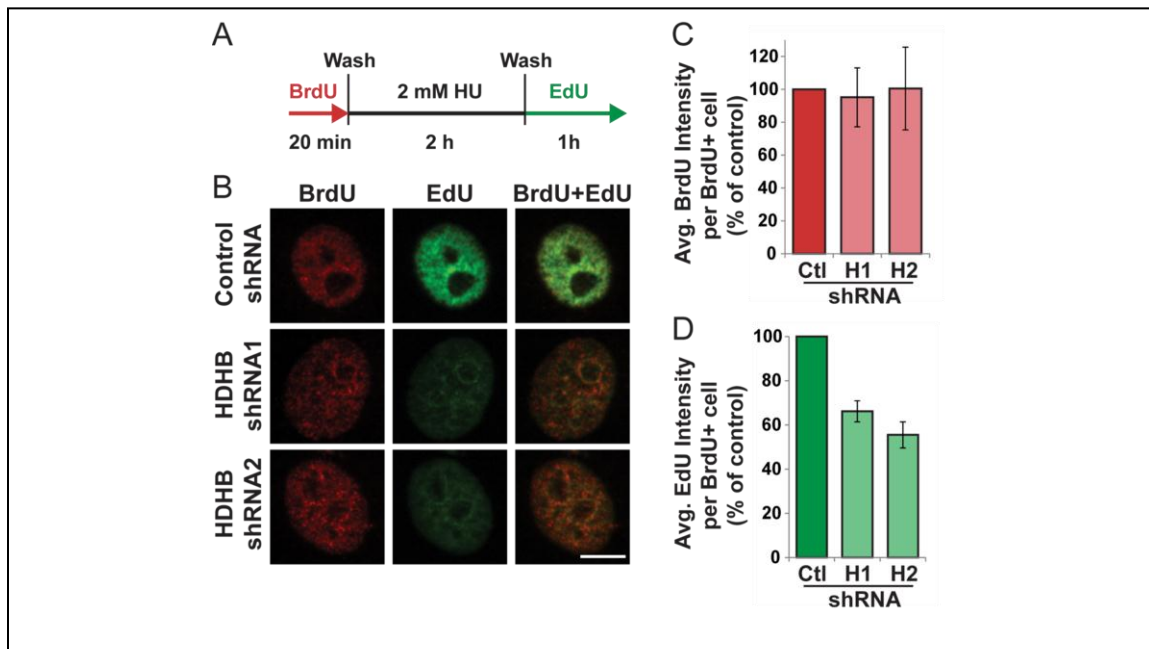 A
Wash Wash
BrdU 2 mM HU EdU
20 min 2 h 1h
B
BrdU EdU BrdU+EdU
Control
shRNA
HDHB
shRNA1
HDHB
shRNA2
C
Avg. BrdU Intensity
per BrdU+ cell
(% of control)
120
100
80
60
40
20
0
Ctl H1 H2
shRNA
D
Avg. EdU Intensity
per BrdU+ cell
(% of control)
100
80
60
40
20
0
Ctl H1 H2
shRNA